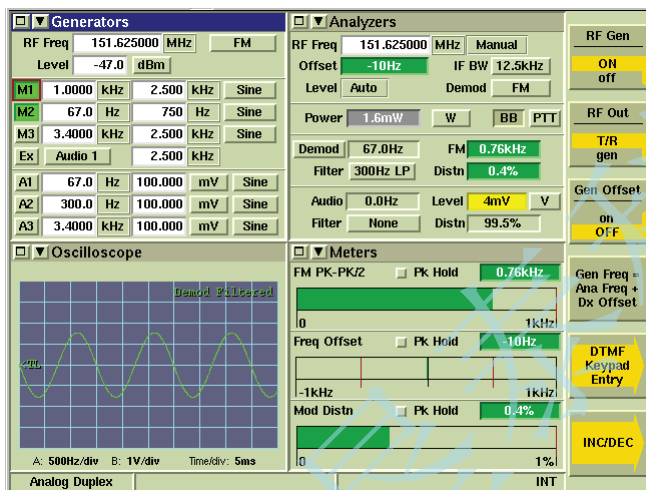 Generators
RF Freq 151.625000 MHz FM
Level -47.0 dBm
M1 1.0000 kHz 2.500 kHz Sine
M2 67.0 Hz 750 Hz Sine
M3 3.4000 kHz 2.500 kHz Sine
Ex Audio 1 2.500 kHz
A1 67.0 Hz 100.000 mV Sine
A2 300.0 Hz 100.000 mV Sine
A3 3.4000 kHz 100.000 mV Sine
Analyzers
RF Freq 151.625000 MHz Manual
Offset -10Hz IF BW 12.5kHz
Level Auto Demod FM
Power 1.6mW W BB PTT
Demod 67.0Hz FM 0.76kHz
Filter 300Hz LP Distn 0.4%
Audio 0.0Hz Level 4mV V
Filter None Distn 99.5%
Oscilloscope
Demod Filtered
<TL
A: 500Hz/div B: 1V/div Time/div: 5ms
Meters
FM PK-PK/2 Pk Hold 0.76kHz
0 1kHz
Freq Offset Pk Hold -10Hz
-1kHz 1kHz
Mod Distn Pk Hold 0.4%
0 1%
RF Gen
ON
off
RF Out
T/R
gen
Gen Offset
on
OFF
Gen Freq =
Ana Freq +
Dx Offset
DTMF
Keypad
Entry
INC/DEC
Analog Duplex INT